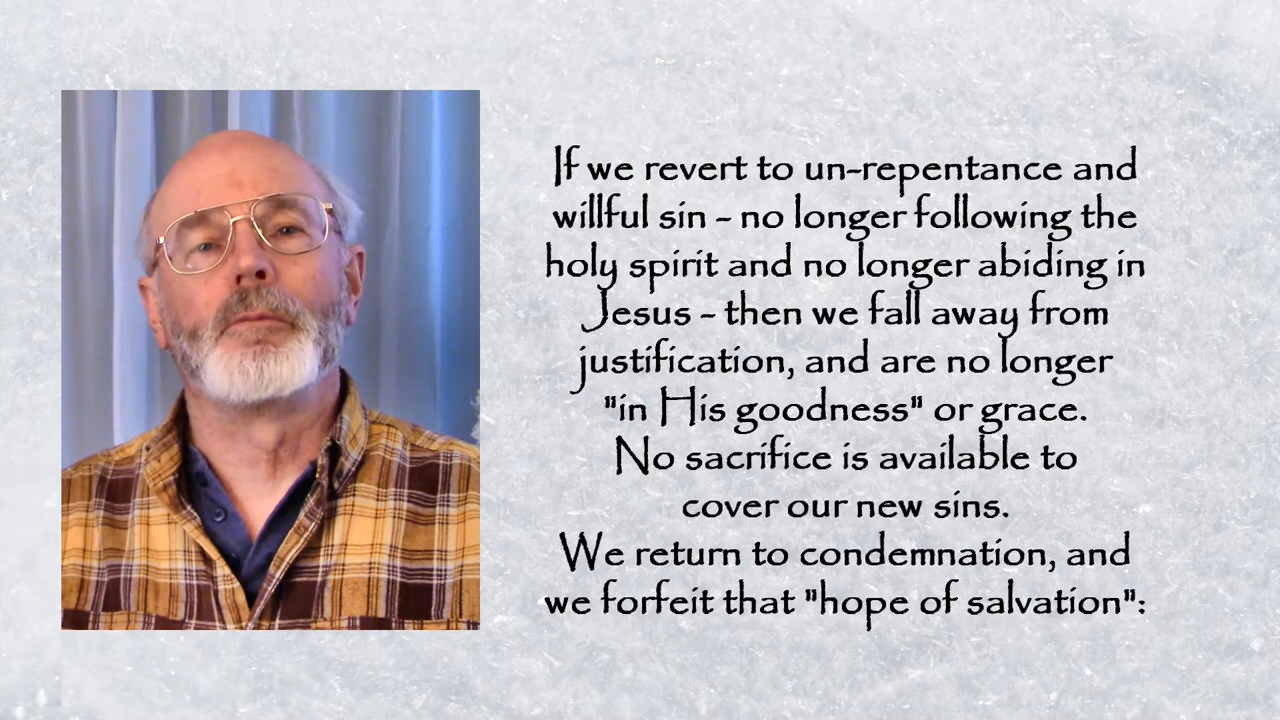 If we revert to un-repentance and
willful sin - no longer following the
holy spirit and no longer abiding in
Jesus - then we fall away from
justification, and are no longer
"in His goodness" or grace.
No sacrifice is available to
cover our new sins.
We return to condemnation, and
we forfeit that "hope of salvation":